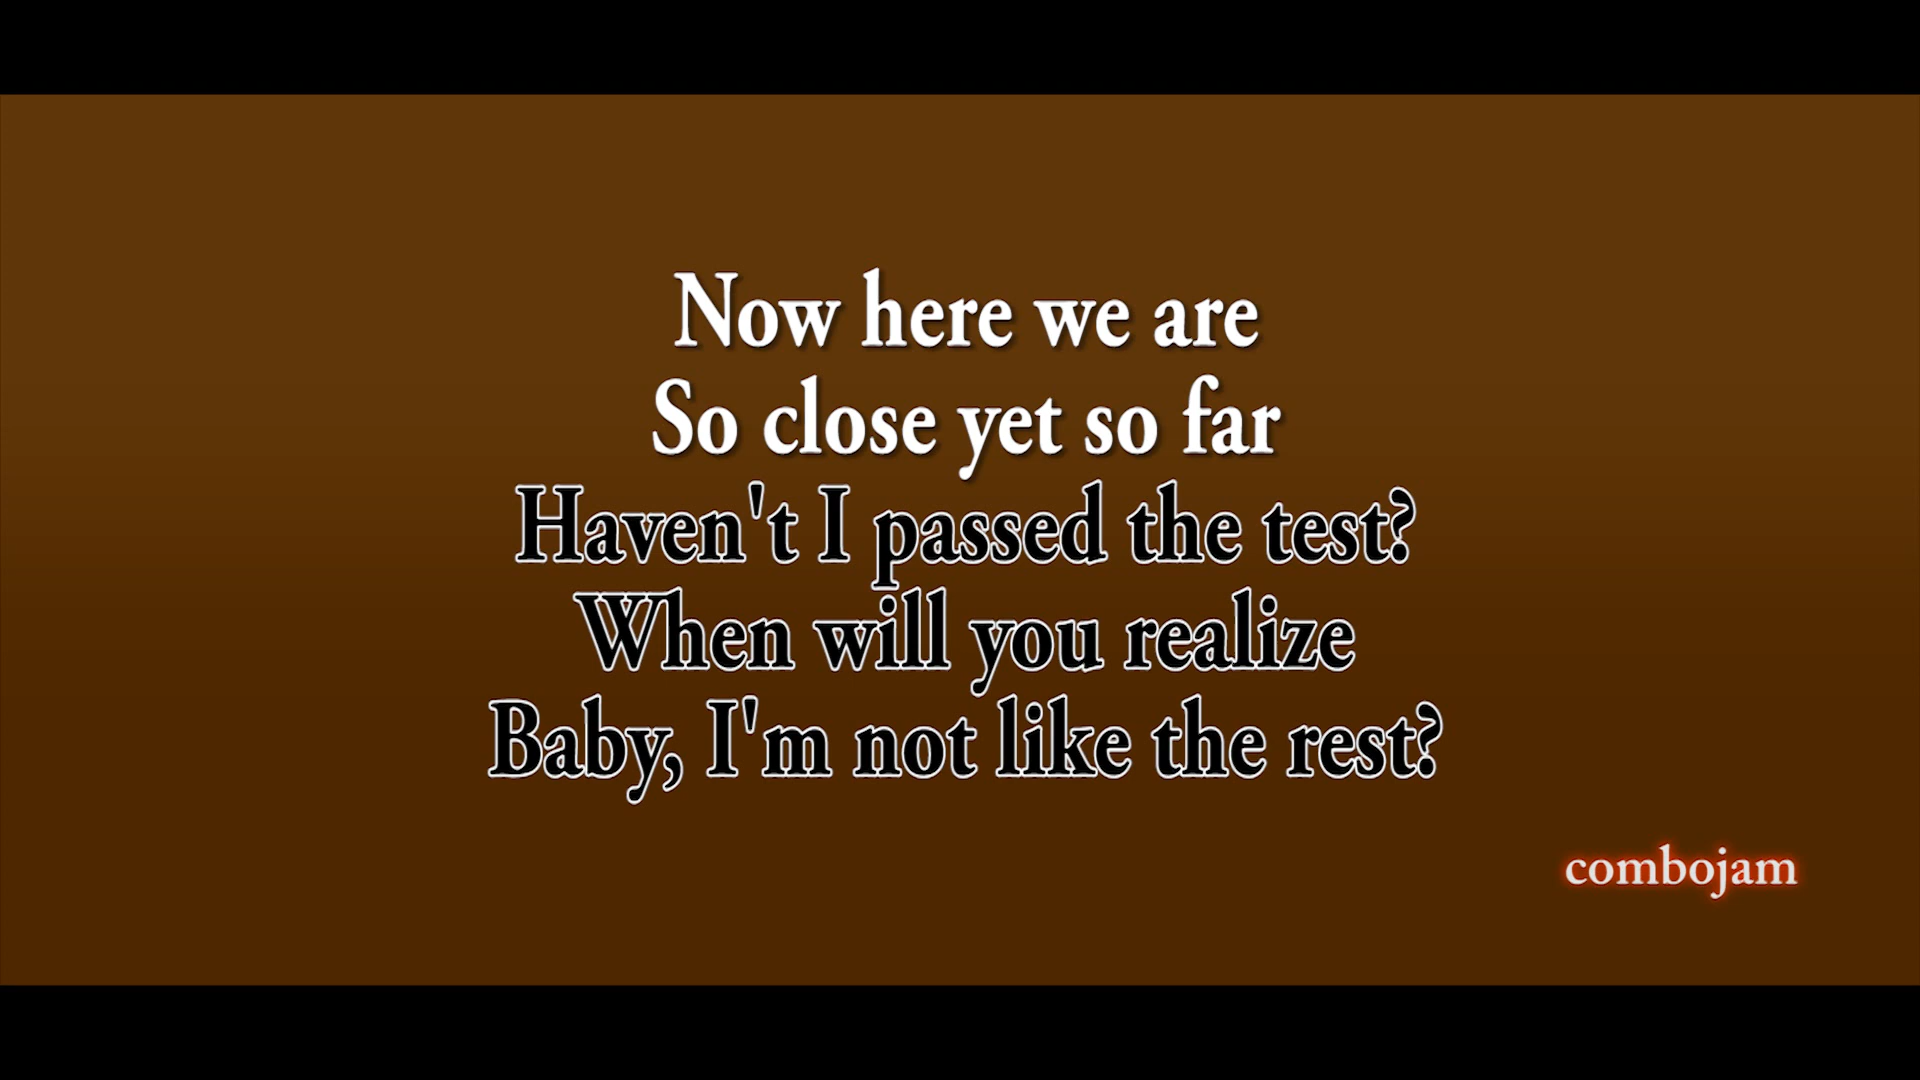 Now here we are
So close yet so far
Haven't I passed the test?
When will you realize
Baby, I'm not like the rest?
combojam